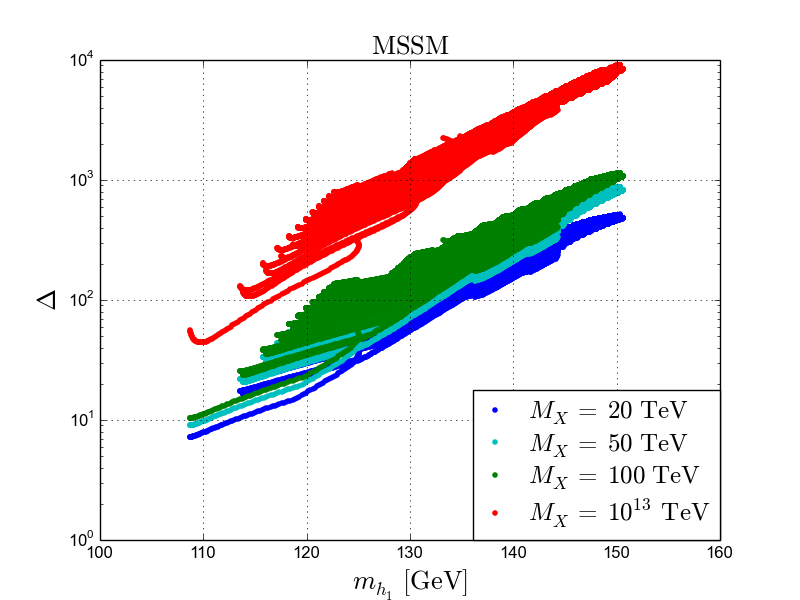 MSSM
10^4
10^3
10^2
10^1
10^0
Δ
M_X = 20 TeV
M_X = 50 TeV
M_X = 100 TeV
M_X = 10^13 TeV
100 110 120 130 140 150 160
m_{h_1} [GeV]